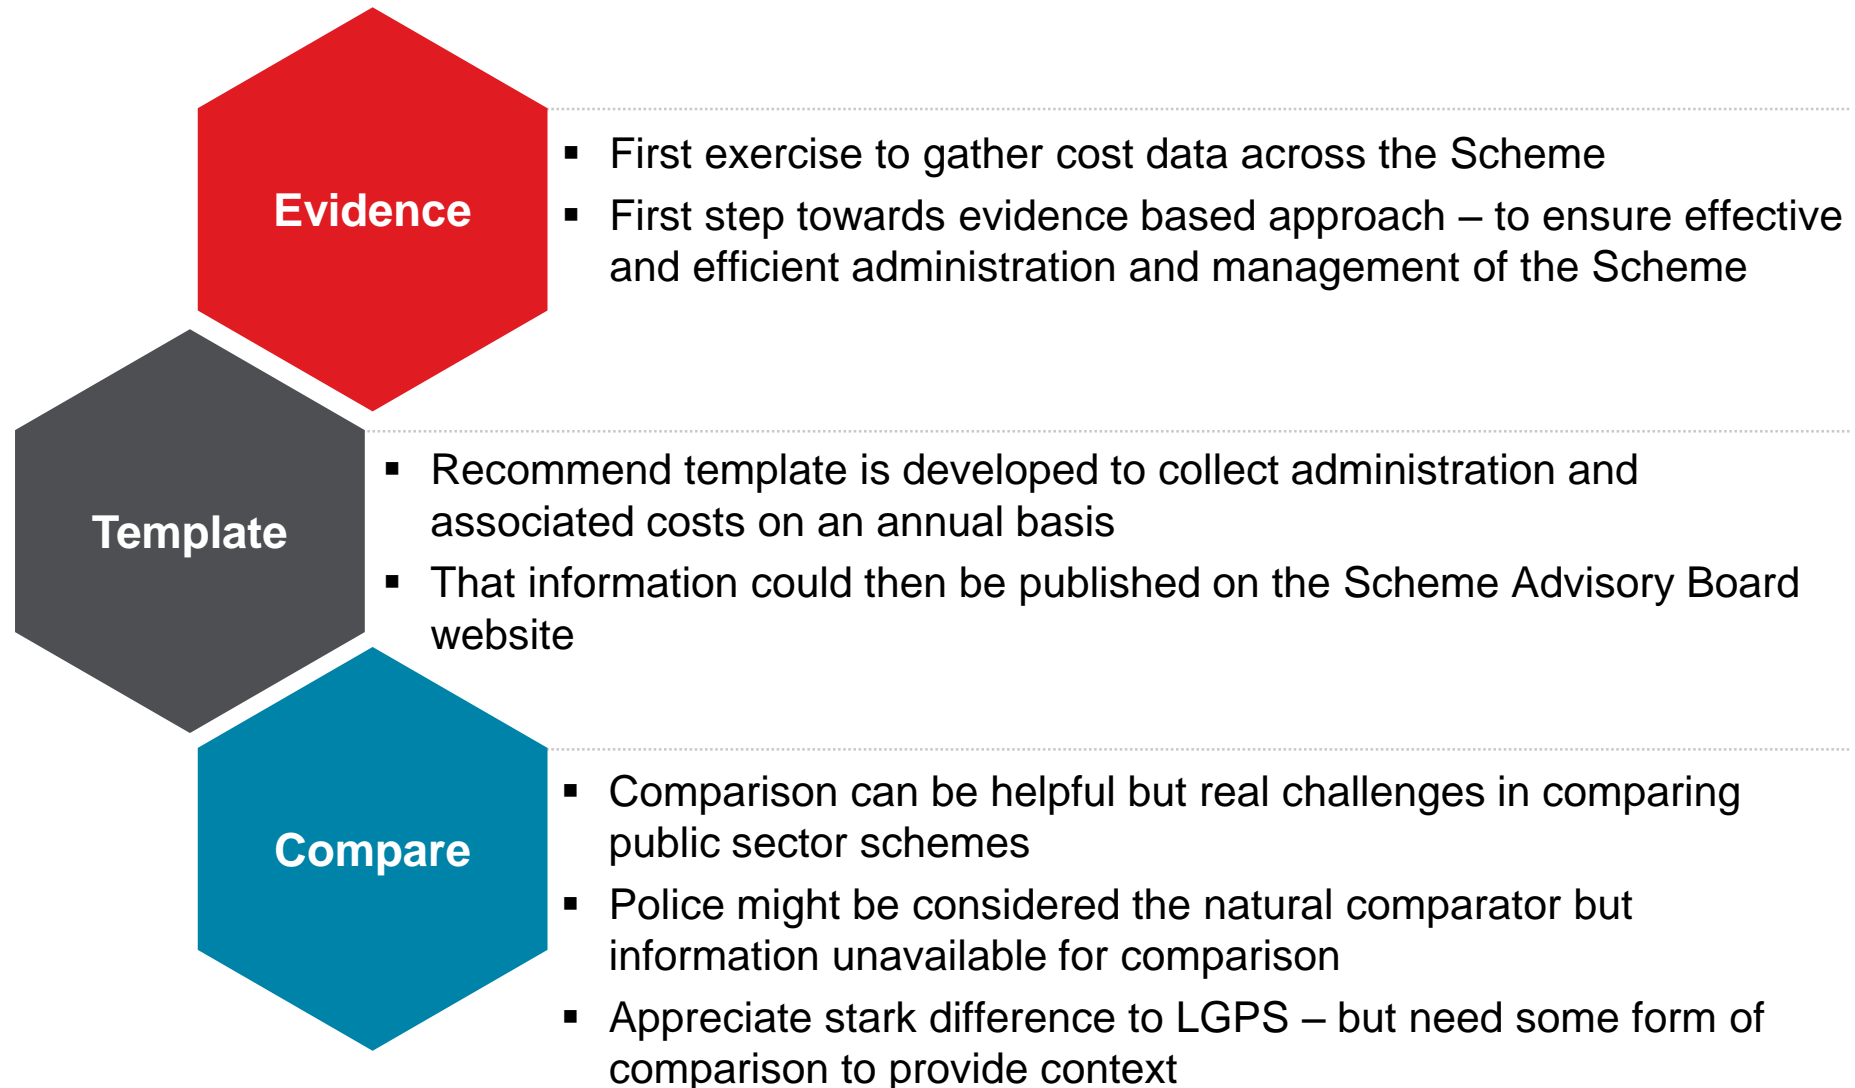 Evidence
▪ First exercise to gather cost data across the Scheme
▪ First step towards evidence based approach – to ensure effective
and efficient administration and management of the Scheme
Template
▪ Recommend template is developed to collect administration and
associated costs on an annual basis
▪ That information could then be published on the Scheme Advisory Board
website
Compare
▪ Comparison can be helpful but real challenges in comparing
public sector schemes
▪ Police might be considered the natural comparator but
information unavailable for comparison
▪ Appreciate stark difference to LGPS – but need some form of
comparison to provide context